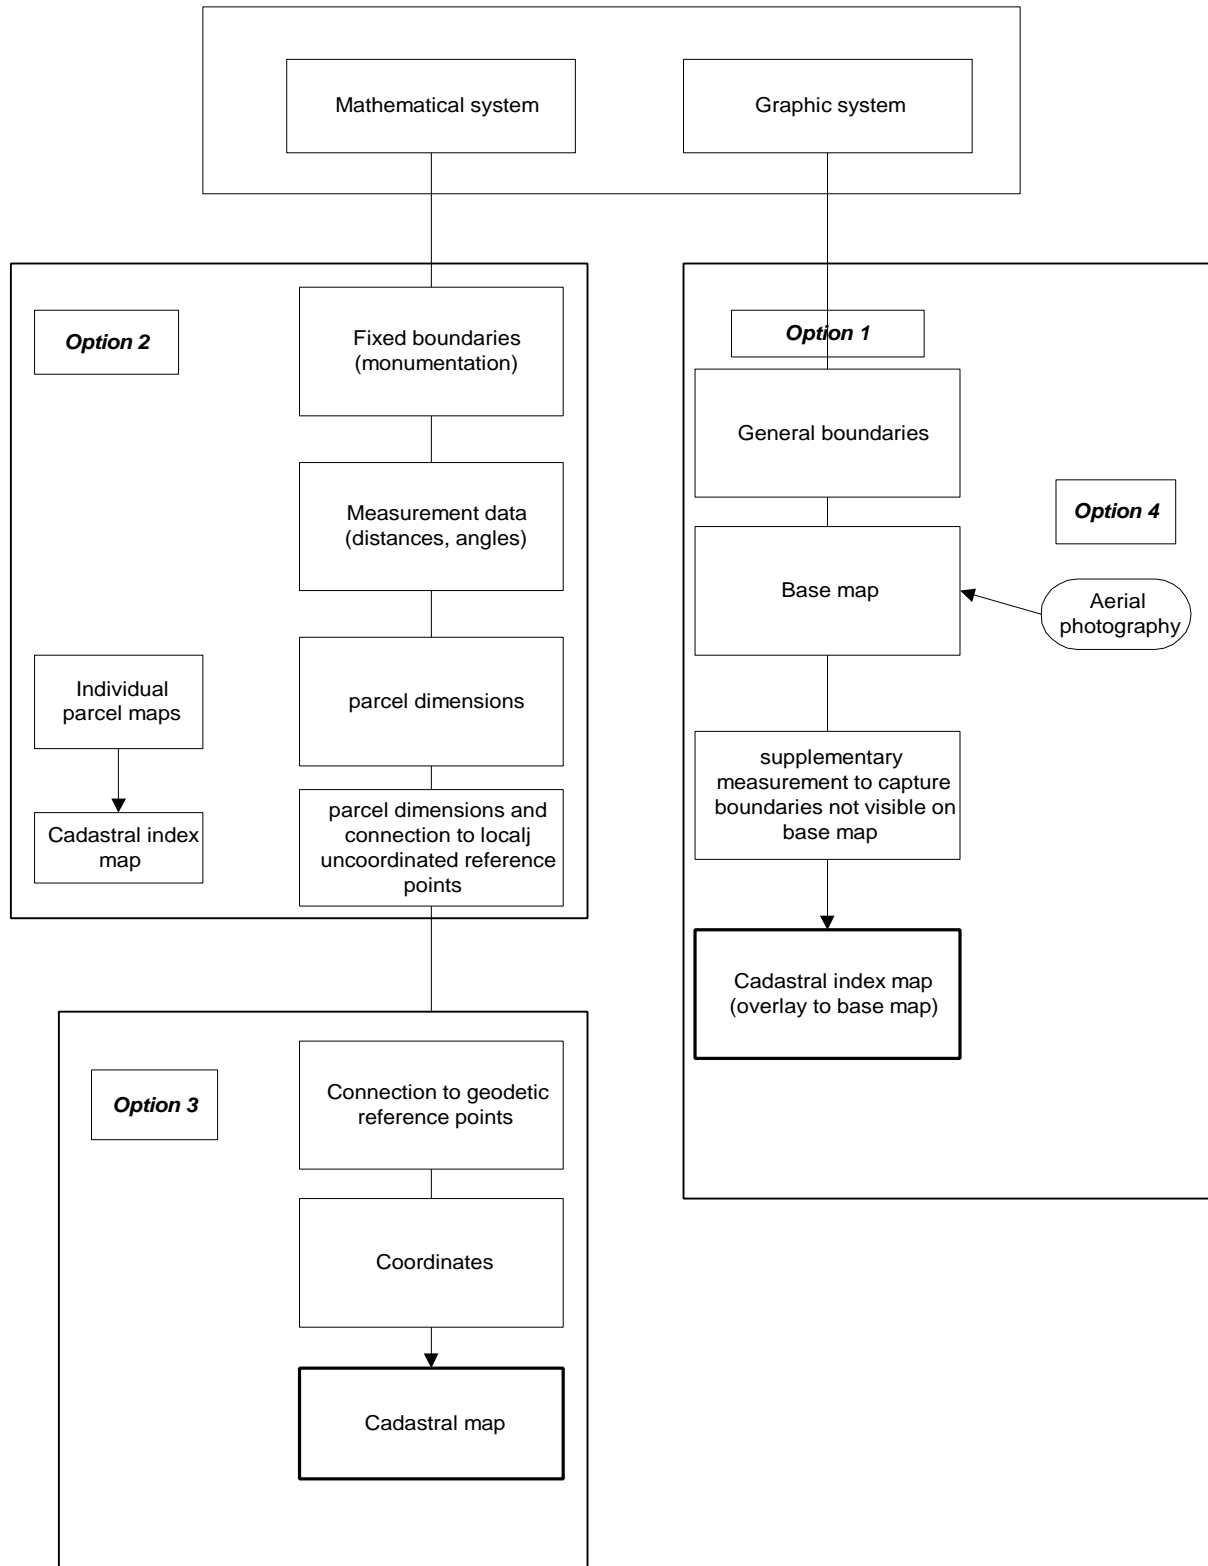 Mathematical system
Graphic system
Option 2
Fixed boundaries
(monumentation)
Measurement data
(distances, angles)
Individual
parcel maps
parcel dimensions
Cadastral index
map
parcel dimensions and
connection to localj
uncoordinated reference
points
Option 1
General boundaries
Option 4
Base map
Aerial
photography
supplementary
measurement to capture
boundaries not visible on
base map
Cadastral index map
(overlay to base map)
Option 3
Connection to geodetic
reference points
Coordinates
Cadastral map